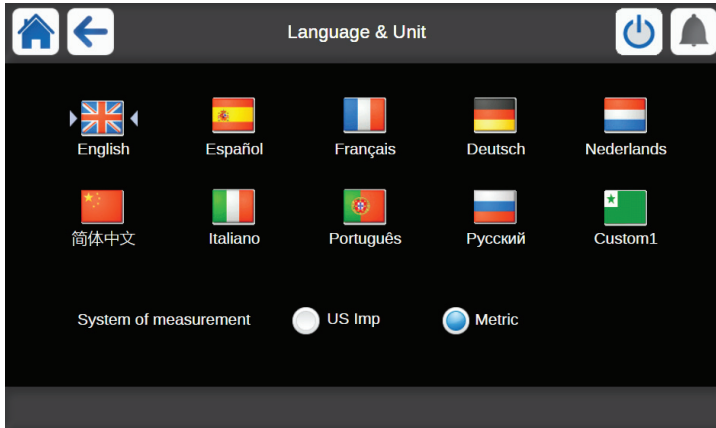 Language & Unit
English Español Français Deutsch Nederlands
简体中文 Italiano Português Русский Custom1
System of measurement US Imp Metric